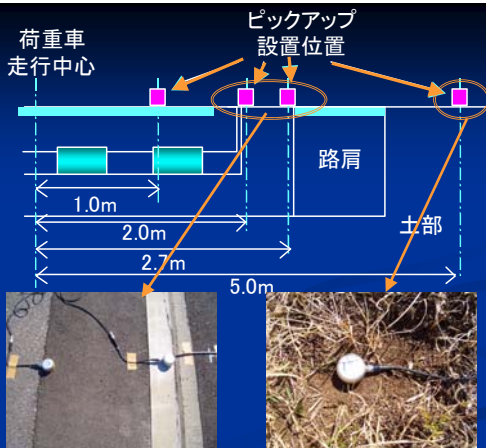 ピックアップ
設置位置
荷重車
走行中心
路肩
1.0m
土部
2.0m
2.7m
5.0m